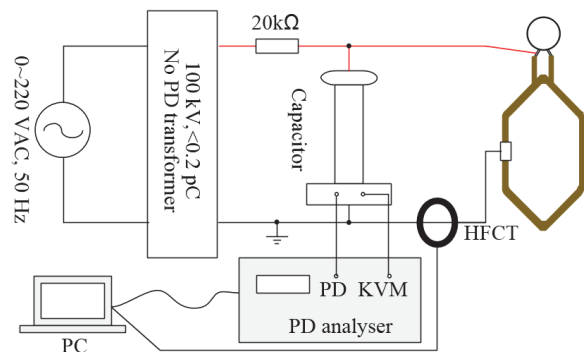 0~220 VAC, 50 Hz
100 kV,<0.2 pC
No PD transformer
20kΩ
Capacitor
HFCT
PD
KVM
PD analyser
PC